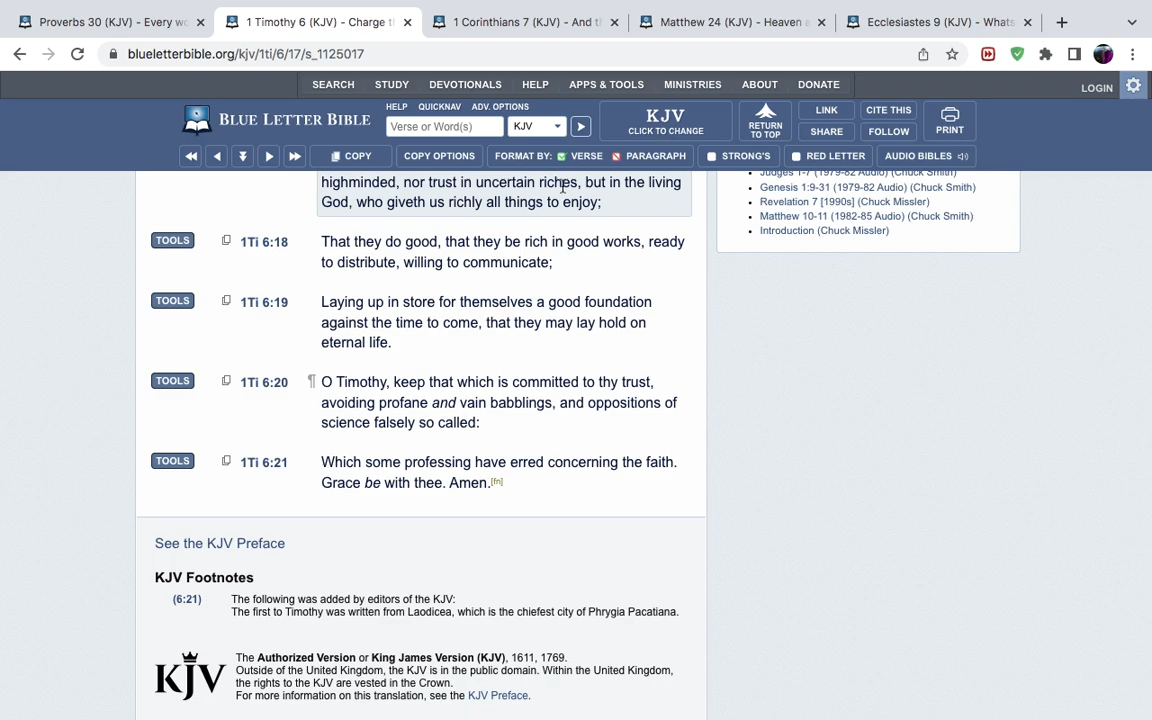 Proverbs 30 (KJV) - Every wo
1 Timothy 6 (KJV) - Charge t
1 Corinthians 7 (KJV) - And t
Matthew 24 (KJV) - Heaven a
Ecclesiastes 9 (KJV) - Whats
blueletterbible.org/kjv/1ti/6/17/s_1125017
SEARCH STUDY DEVOTIONALS HELP APPS & TOOLS MINISTRIES ABOUT DONATE
LOGIN
BLUE LETTER BIBLE
HELP QUICKNAV ADV. OPTIONS
Verse or Word(s)
KJV
KJV
CLICK TO CHANGE
RETURN
TO TOP
LINK
SHARE
CITE THIS
FOLLOW
PRINT
COPY COPY OPTIONS FORMAT BY: VERSE PARAGRAPH STRONG'S RED LETTER AUDIO BIBLES
highminded, nor trust in uncertain riches, but in the living
God, who giveth us richly all things to enjoy;
TOOLS 1Ti 6:18 That they do good, that they be rich in good works, ready
to distribute, willing to communicate;
TOOLS 1Ti 6:19 Laying up in store for themselves a good foundation
against the time to come, that they may lay hold on
eternal life.
TOOLS 1Ti 6:20 ¶ O Timothy, keep that which is committed to thy trust,
avoiding profane and vain babblings, and oppositions of
science falsely so called:
TOOLS 1Ti 6:21 Which some professing have erred concerning the faith.
Grace be with thee. Amen.[fn]
See the KJV Preface
KJV Footnotes
(6:21) The following was added by editors of the KJV:
The first to Timothy was written from Laodicea, which is the chiefest city of Phrygia Pacatiana.
KJV
The Authorized Version or King James Version (KJV), 1611, 1769.
Outside of the United Kingdom, the KJV is in the public domain. Within the United Kingdom,
the rights to the KJV are vested in the Crown.
For more information on this translation, see the KJV Preface.
Judges 1-7 (1979-82 Audio) (Chuck Smith)
Genesis 1:9-31 (1979-82 Audio) (Chuck Smith)
Revelation 7 [1990s] (Chuck Missler)
Matthew 10-11 (1982-85 Audio) (Chuck Smith)
Introduction (Chuck Missler)